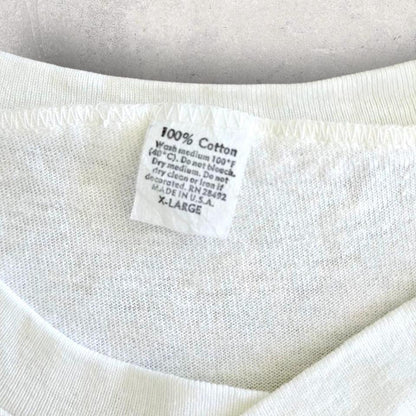 100% Cotton
Wash medium 100°F
(40°C). Do not bleach.
Dry medium. Do not
dry clean or iron if
decorated. RN 28492
MADE IN U.S.A.
X-LARGE